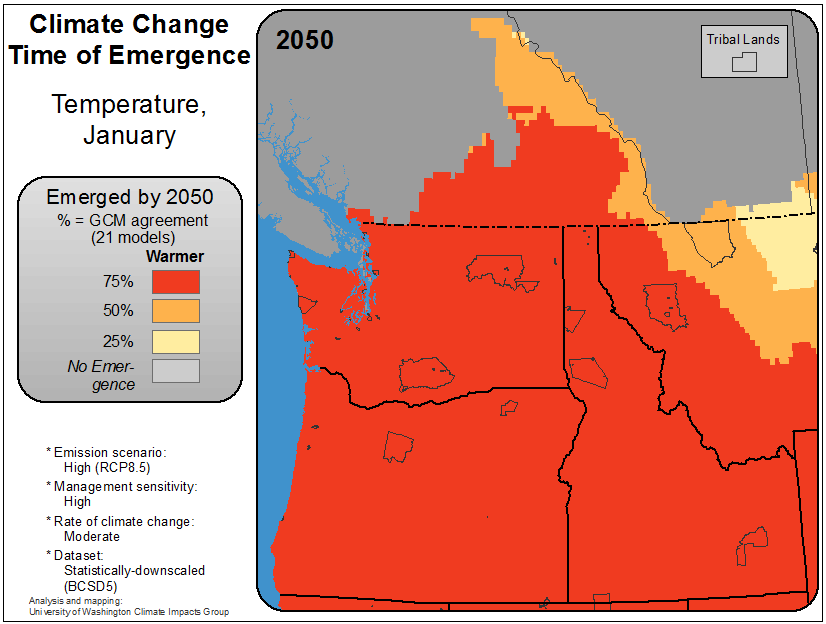 Climate Change
Time of Emergence
Temperature,
January
Emerged by 2050
% = GCM agreement
(21 models)
Warmer
75%
50%
25%
No Emer-
gence
* Emission scenario:
High (RCP8.5)
* Management sensitivity:
High
* Rate of climate change:
Moderate
* Dataset:
Statistically-downscaled
(BCSD5)
Analysis and mapping:
University of Washington Climate Impacts Group
2050
Tribal Lands